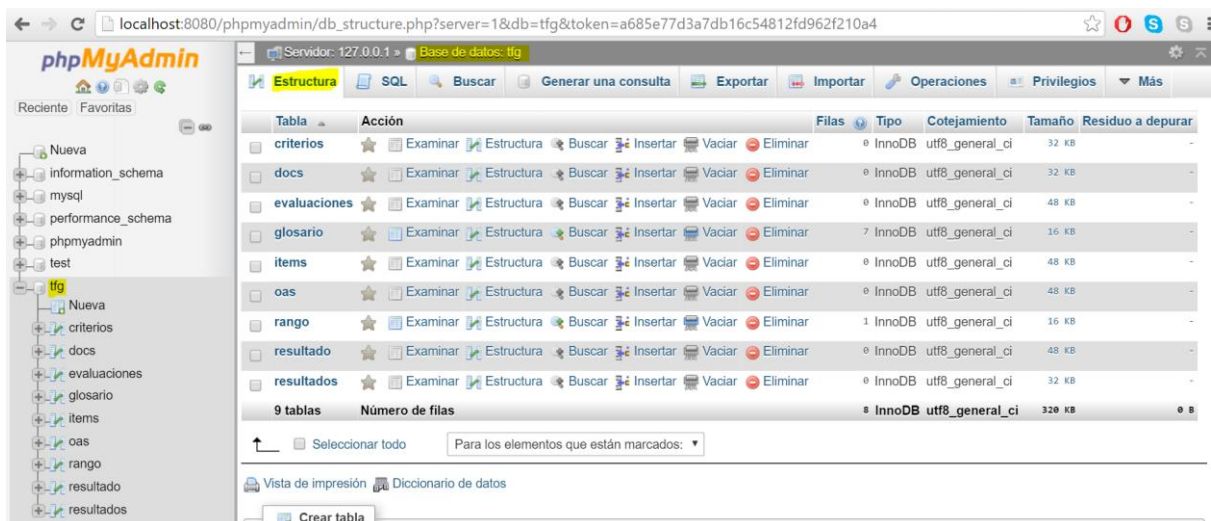 localhost:8080/phpmyadmin/db_structure.php?server=1&db=tfg&token=a685e77d3a7db16c54812fd962f210a4
phpMyAdmin
Reciente Favoritas
Nueva
information_schema
mysql
performance_schema
phpmyadmin
test
tfg
Nueva
criterios
docs
evaluaciones
glosario
items
oas
rango
resultado
resultados
Servidor: 127.0.0.1 » Base de datos: tfg
Estructura SQL Buscar Generar una consulta Exportar Importar Operaciones Privilegios Más
Tabla Acción Filas Tipo Cotejamiento Tamaño Residuo a depurar
criterios Examinar Estructura Buscar Insertar Vaciar Eliminar 0 InnoDB utf8_general_ci 32 KB -
docs Examinar Estructura Buscar Insertar Vaciar Eliminar 0 InnoDB utf8_general_ci 32 KB -
evaluaciones Examinar Estructura Buscar Insertar Vaciar Eliminar 0 InnoDB utf8_general_ci 48 KB -
glosario Examinar Estructura Buscar Insertar Vaciar Eliminar 7 InnoDB utf8_general_ci 16 KB -
items Examinar Estructura Buscar Insertar Vaciar Eliminar 0 InnoDB utf8_general_ci 48 KB -
oas Examinar Estructura Buscar Insertar Vaciar Eliminar 0 InnoDB utf8_general_ci 48 KB -
rango Examinar Estructura Buscar Insertar Vaciar Eliminar 1 InnoDB utf8_general_ci 16 KB -
resultado Examinar Estructura Buscar Insertar Vaciar Eliminar 0 InnoDB utf8_general_ci 48 KB -
resultados Examinar Estructura Buscar Insertar Vaciar Eliminar 0 InnoDB utf8_general_ci 32 KB -
9 tablas Número de filas 8 InnoDB utf8_general_ci 320 KB 0 B
Seleccionar todo Para los elementos que están marcados:
Vista de impresión Diccionario de datos
Crear tabla